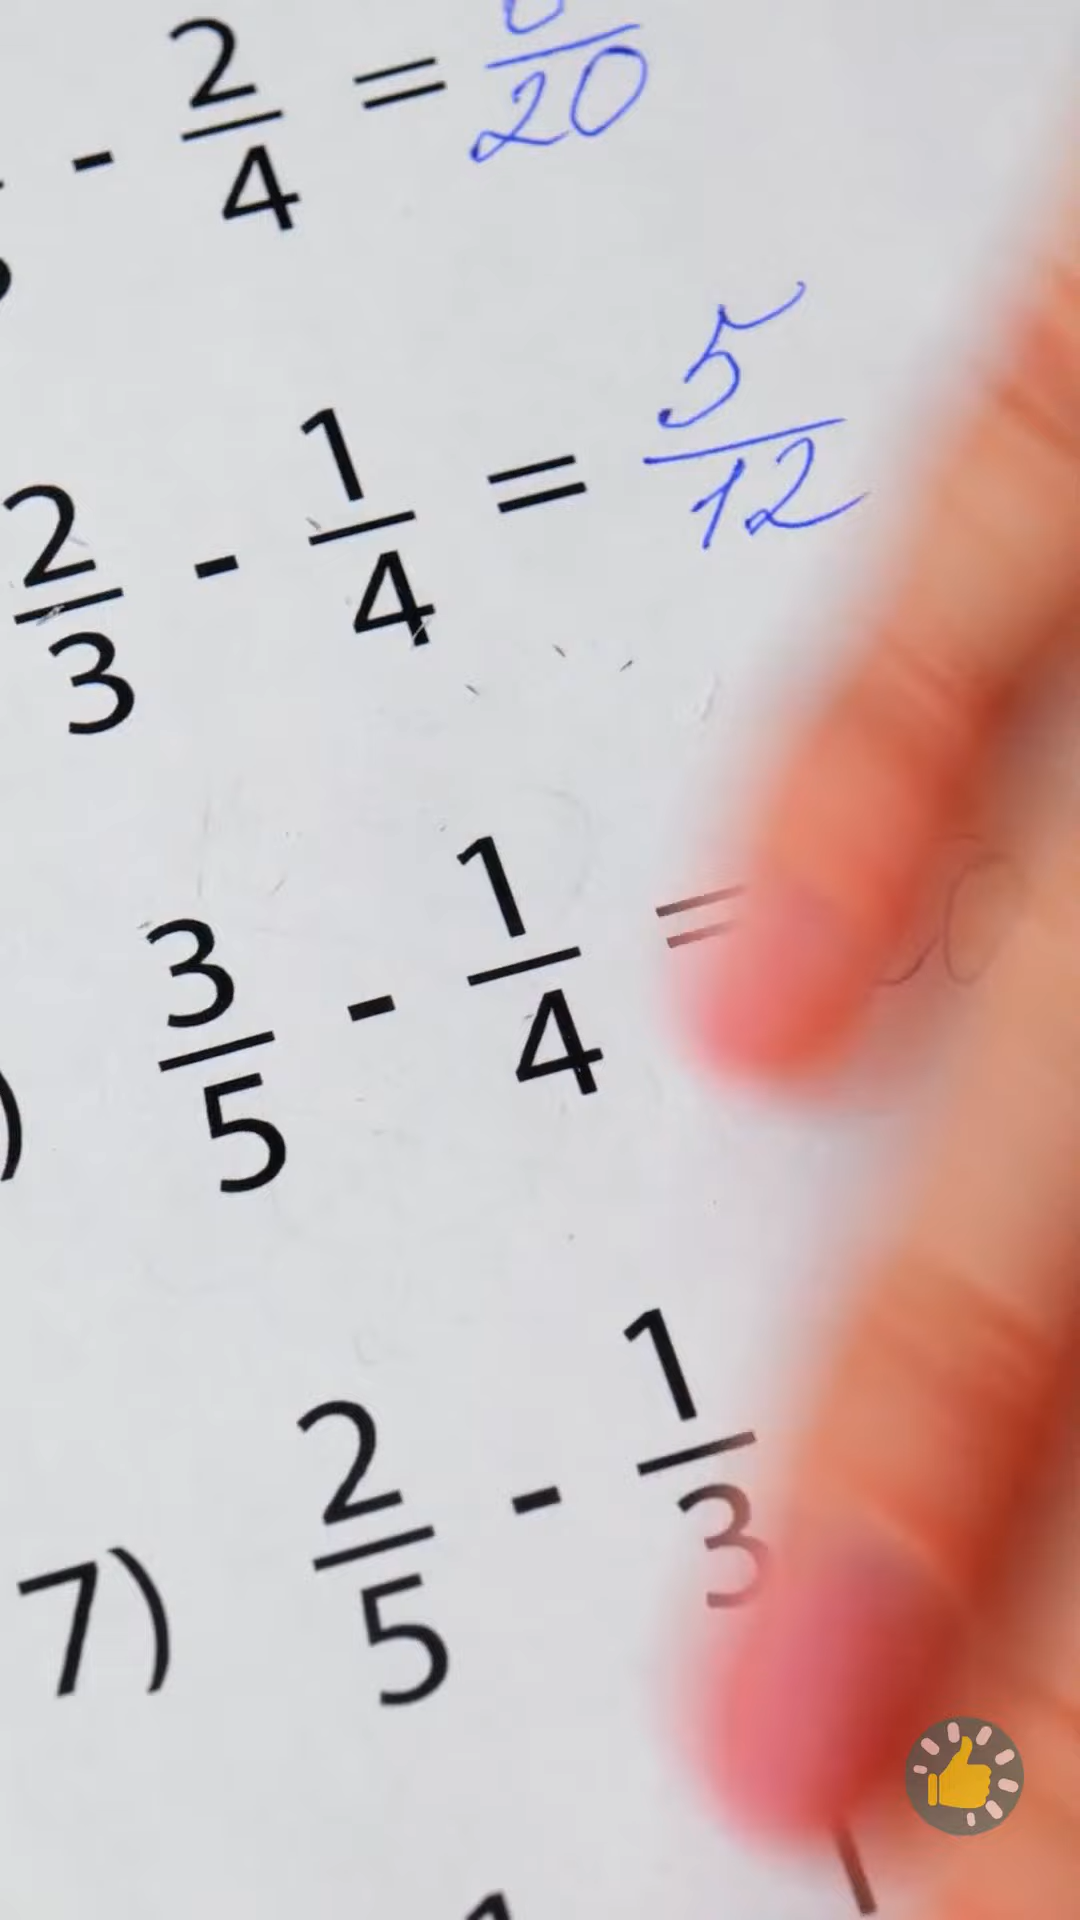 - 2/4 = /20
2/3 - 1/4 = 5/12
) 3/5 - 1/4 =
7) 2/5 - 1/3